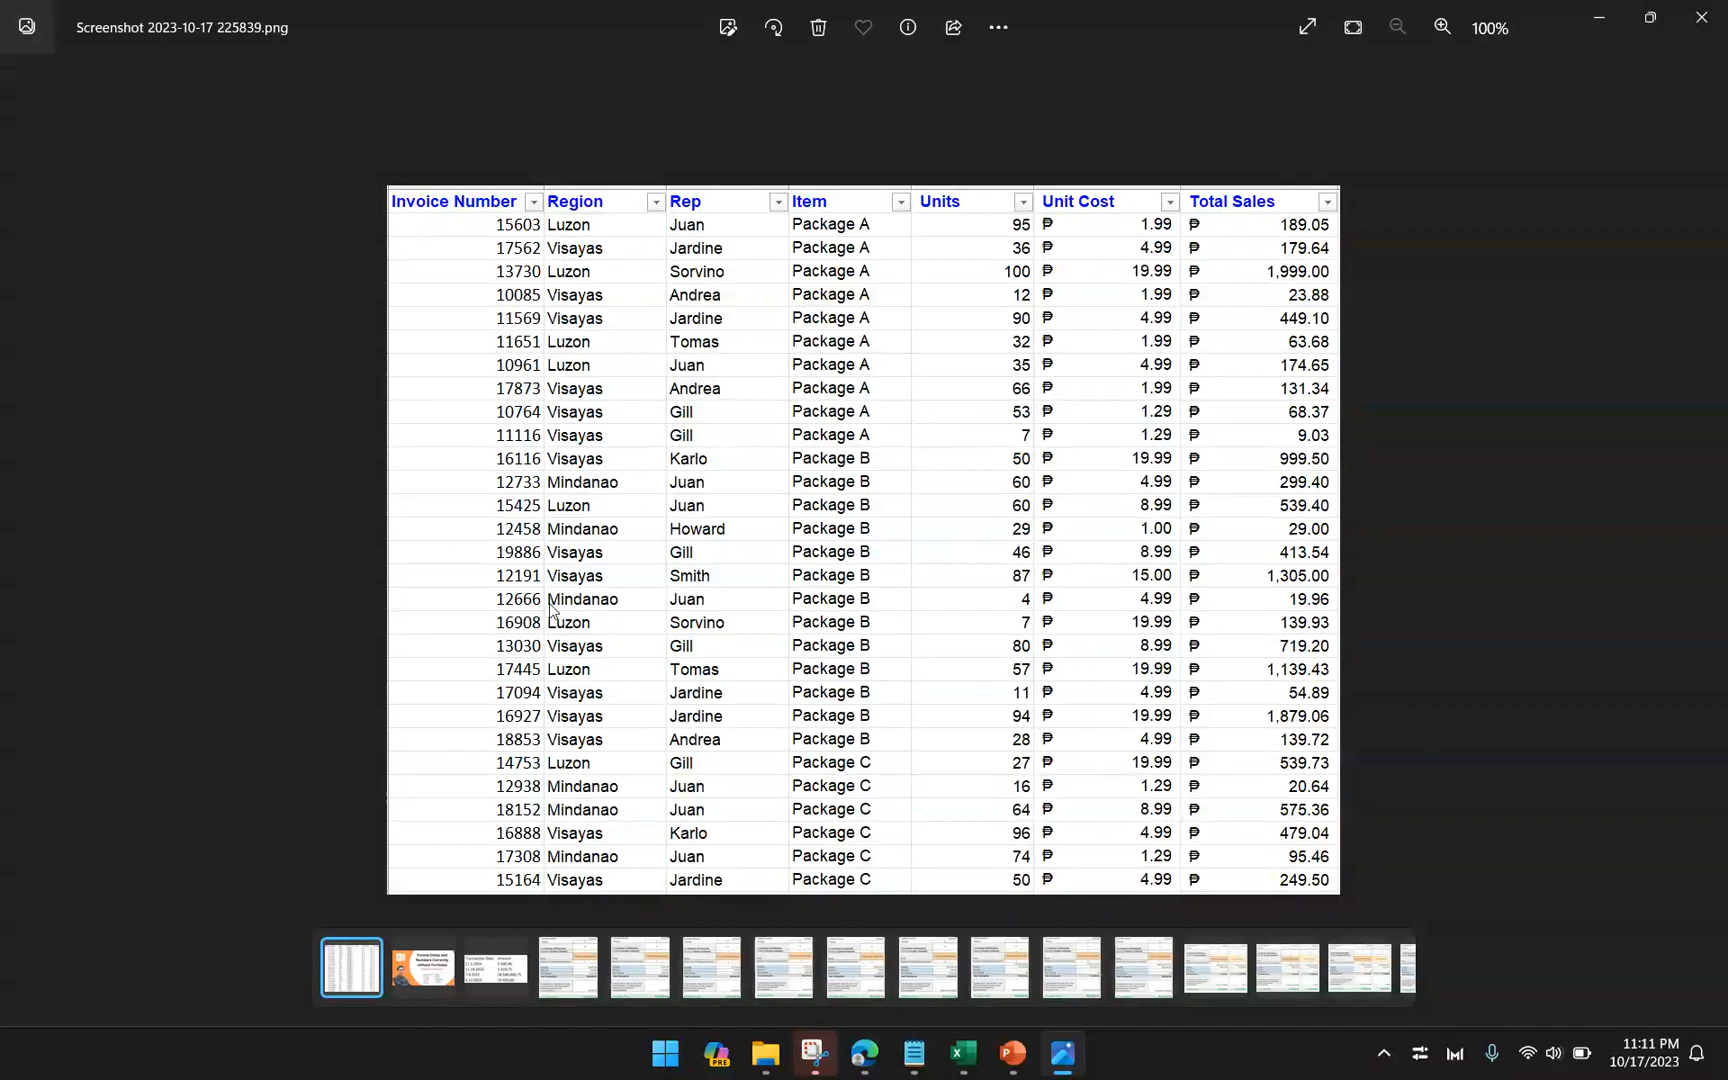 Screenshot 2023-10-17 225839.png
100%
Invoice Number Region Rep Item Units Unit Cost Total Sales
15603 Luzon Juan Package A 95 ₱ 1.99 ₱ 189.05
17562 Visayas Jardine Package A 36 ₱ 4.99 ₱ 179.64
13730 Luzon Sorvino Package A 100 ₱ 19.99 ₱ 1,999.00
10085 Visayas Andrea Package A 12 ₱ 1.99 ₱ 23.88
11569 Visayas Jardine Package A 90 ₱ 4.99 ₱ 449.10
11651 Luzon Tomas Package A 32 ₱ 1.99 ₱ 63.68
10961 Luzon Juan Package A 35 ₱ 4.99 ₱ 174.65
17873 Visayas Andrea Package A 66 ₱ 1.99 ₱ 131.34
10764 Visayas Gill Package A 53 ₱ 1.29 ₱ 68.37
11116 Visayas Gill Package A 7 ₱ 1.29 ₱ 9.03
16116 Visayas Karlo Package B 50 ₱ 19.99 ₱ 999.50
12733 Mindanao Juan Package B 60 ₱ 4.99 ₱ 299.40
15425 Luzon Juan Package B 60 ₱ 8.99 ₱ 539.40
12458 Mindanao Howard Package B 29 ₱ 1.00 ₱ 29.00
19886 Visayas Gill Package B 46 ₱ 8.99 ₱ 413.54
12191 Visayas Smith Package B 87 ₱ 15.00 ₱ 1,305.00
12666 Mindanao Juan Package B 4 ₱ 4.99 ₱ 19.96
16908 Luzon Sorvino Package B 7 ₱ 19.99 ₱ 139.93
13030 Visayas Gill Package B 80 ₱ 8.99 ₱ 719.20
17445 Luzon Tomas Package B 57 ₱ 19.99 ₱ 1,139.43
17094 Visayas Jardine Package B 11 ₱ 4.99 ₱ 54.89
16927 Visayas Jardine Package B 94 ₱ 19.99 ₱ 1,879.06
18853 Visayas Andrea Package B 28 ₱ 4.99 ₱ 139.72
14753 Luzon Gill Package C 27 ₱ 19.99 ₱ 539.73
12938 Mindanao Juan Package C 16 ₱ 1.29 ₱ 20.64
18152 Mindanao Juan Package C 64 ₱ 8.99 ₱ 575.36
16888 Visayas Karlo Package C 96 ₱ 4.99 ₱ 479.04
17308 Mindanao Juan Package C 74 ₱ 1.29 ₱ 95.46
15164 Visayas Jardine Package C 50 ₱ 4.99 ₱ 249.50
PRE
11:11 PM
10/17/2023